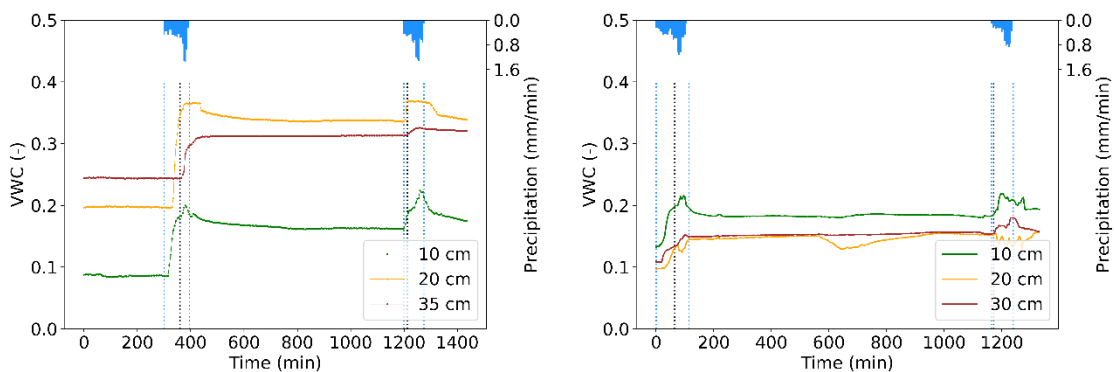 0.5
0.4
0.3
0.2
0.1
0.0
VWC (-)
0.0
0.8
1.6
Precipitation (mm/min)
10 cm
20 cm
35 cm
0 200 400 600 800 1000 1200 1400
Time (min)
0.5
0.4
0.3
0.2
0.1
0.0
VWC (-)
0.0
0.8
1.6
Precipitation (mm/min)
10 cm
20 cm
30 cm
0 200 400 600 800 1000 1200
Time (min)